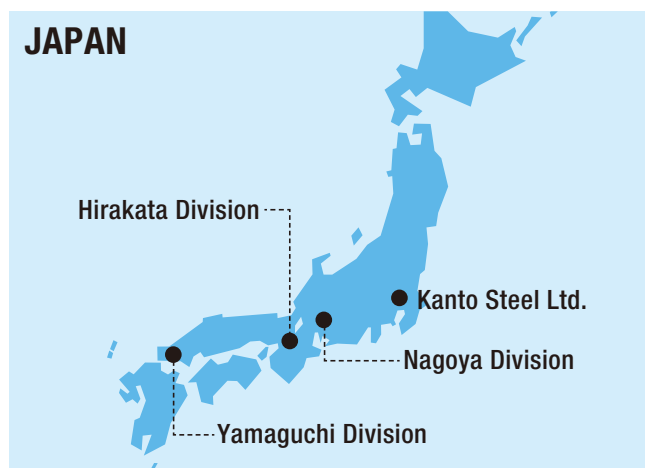 JAPAN
Hirakata Division
Kanto Steel Ltd.
Nagoya Division
Yamaguchi Division